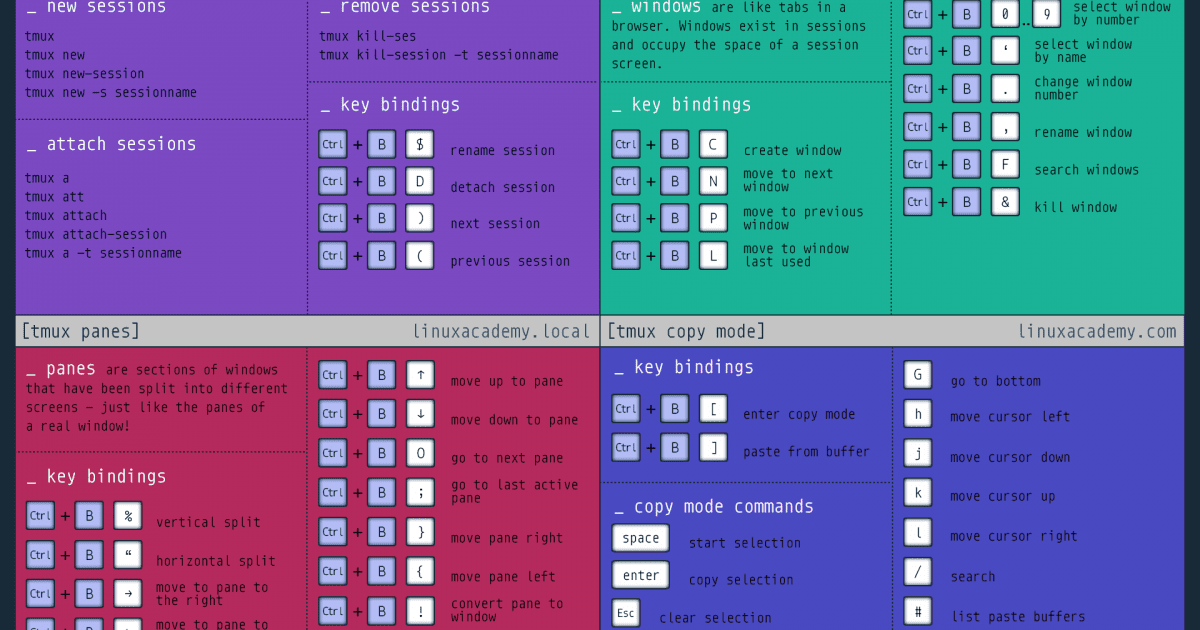 _ new sessions
tmux
tmux new
tmux new-session
tmux new -s sessionname
_ attach sessions
tmux a
tmux att
tmux attach
tmux attach-session
tmux a -t sessionname
_ remove sessions
tmux kill-ses
tmux kill-session -t sessionname
_ key bindings
Ctrl + B $ rename session
Ctrl + B D detach session
Ctrl + B ) next session
Ctrl + B ( previous session
_ windows are like tabs in a
browser. Windows exist in sessions
and occupy the space of a session
screen.
_ key bindings
Ctrl + B C create window
Ctrl + B N move to next
window
Ctrl + B P move to previous
window
Ctrl + B L move to window
last used
Ctrl + B 0 .. 9 select window
by number
Ctrl + B ‘ select window
by name
Ctrl + B . change window
number
Ctrl + B , rename window
Ctrl + B F search windows
Ctrl + B & kill window
[tmux panes] linuxacademy.local
_ panes are sections of windows
that have been split into different
screens – just like the panes of
a real window!
_ key bindings
Ctrl + B % vertical split
Ctrl + B “ horizontal split
Ctrl + B → move to pane to
the right
Ctrl + B move to pane to
Ctrl + B ↑ move up to pane
Ctrl + B ↓ move down to pane
Ctrl + B O go to next pane
Ctrl + B ; go to last active
pane
Ctrl + B } move pane right
Ctrl + B { move pane left
Ctrl + B ! convert pane to
window
[tmux copy mode] linuxacademy.com
_ key bindings
Ctrl + B [ enter copy mode
Ctrl + B ] paste from buffer
_ copy mode commands
space start selection
enter copy selection
Esc clear selection
G go to bottom
h move cursor left
j move cursor down
k move cursor up
l move cursor right
/ search
# list paste buffers